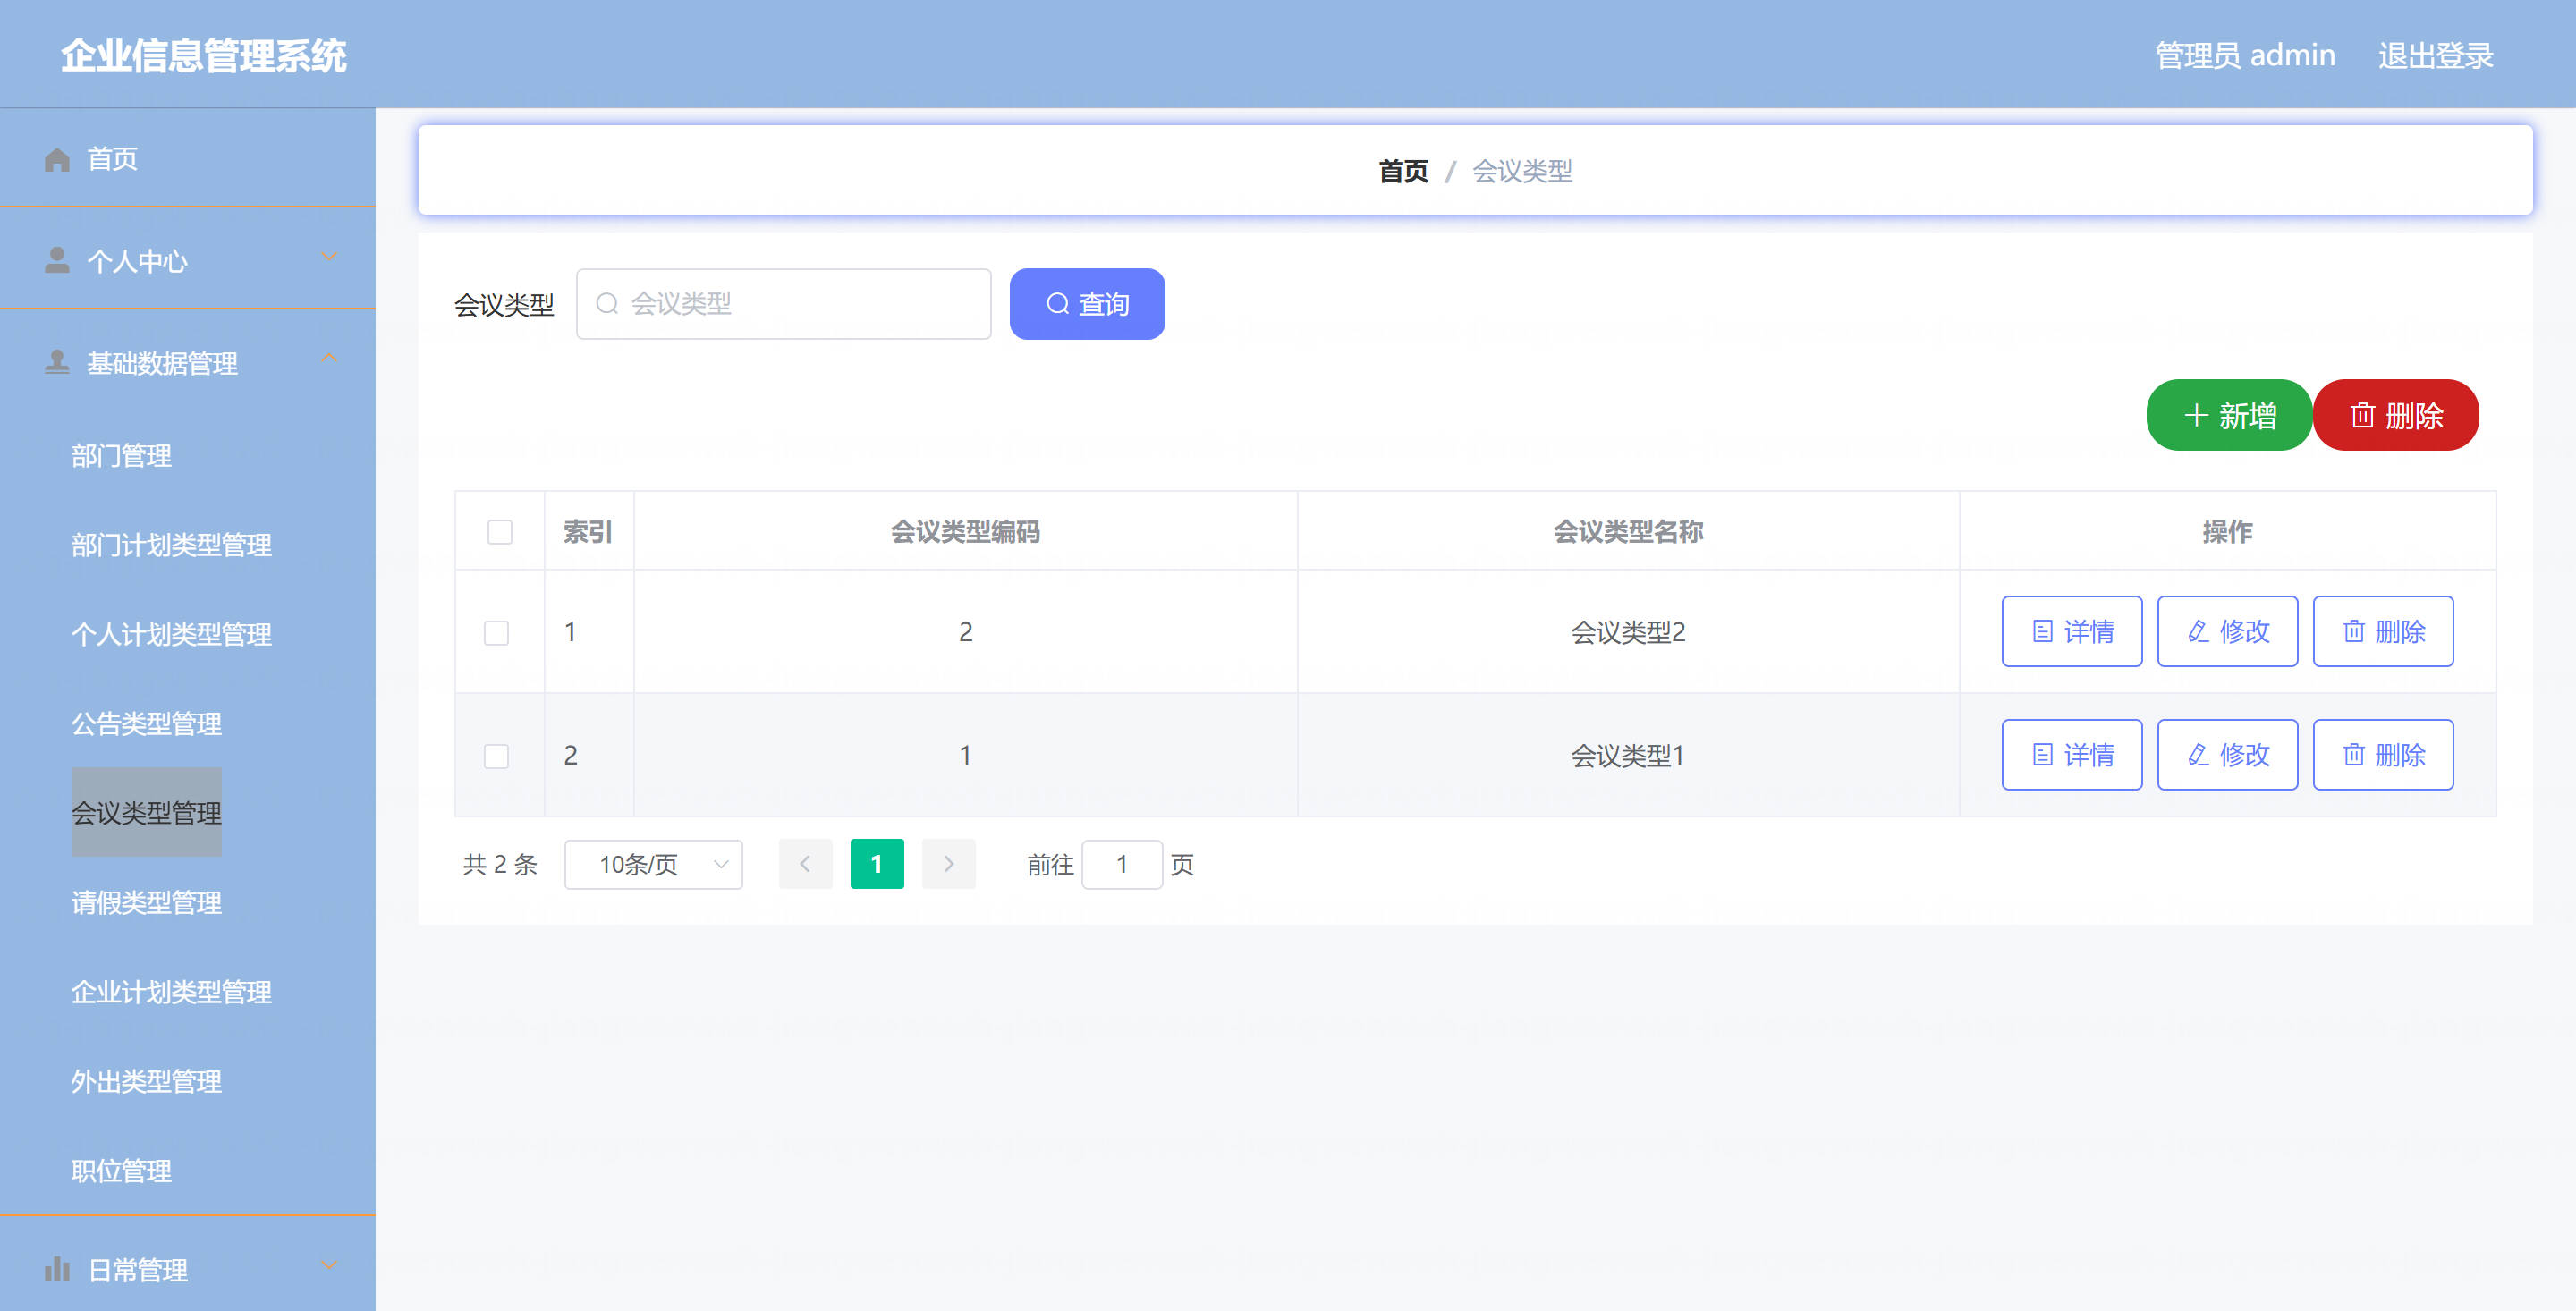 企业信息管理系统
管理员 admin 退出登录
首页
个人中心
基础数据管理
部门管理
部门计划类型管理
个人计划类型管理
公告类型管理
会议类型管理
请假类型管理
企业计划类型管理
外出类型管理
职位管理
日常管理
首页 / 会议类型
会议类型 会议类型 查询
新增 删除
索引 会议类型编码 会议类型名称 操作
1 2 会议类型2 详情 修改 删除
2 1 会议类型1 详情 修改 删除
共 2 条 10条/页 1 前往 1 页